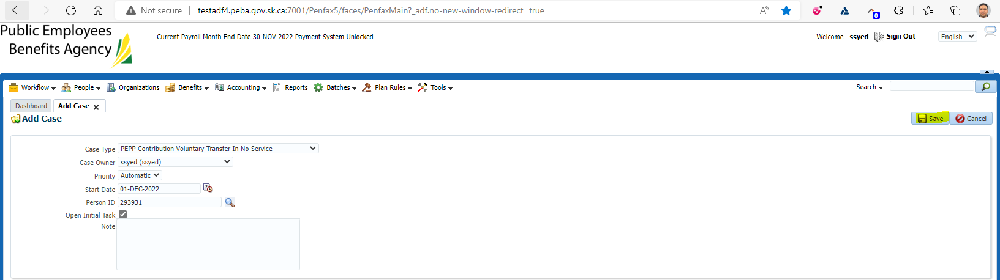 Not secure testadf4.peba.gov.sk.ca:7001/Penfax5/faces/PenfaxMain?_adf.no-new-window-redirect=true
0
Public Employees
Benefits Agency
Current Payroll Month End Date 30-NOV-2022 Payment System Unlocked
Welcome ssyed Sign Out English
Workflow People Organizations Benefits Accounting Reports Batches Plan Rules Tools Search
Dashboard Add Case
Add Case
Save Cancel
Case Type PEPP Contribution Voluntary Transfer In No Service
Case Owner ssyed (ssyed)
Priority Automatic
Start Date 01-DEC-2022
Person ID 293931
Open Initial Task
Note